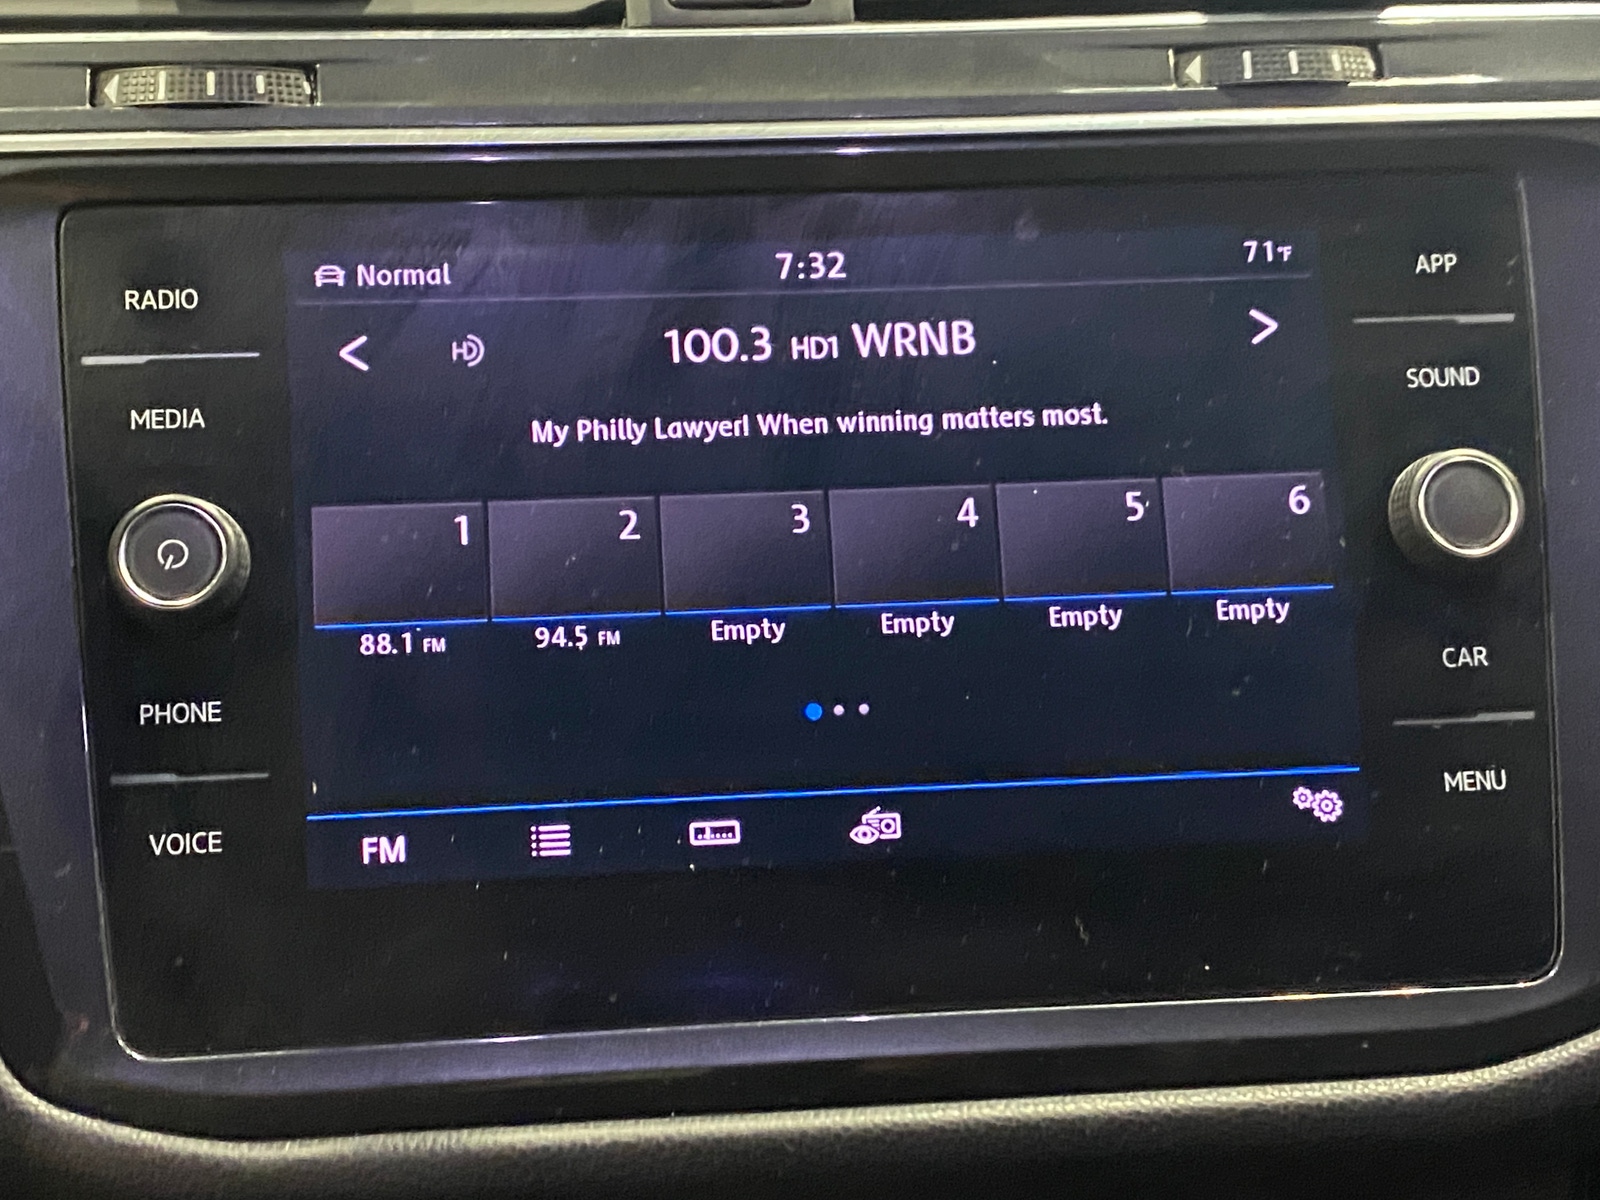 RADIO
MEDIA
PHONE
VOICE
Normal
7:32
71°F
HD
100.3 HD1 WRNB
My Philly Lawyer! When winning matters most.
1 2 3 4 5 6
88.1 FM 94.5 FM Empty Empty Empty Empty
FM
APP
SOUND
CAR
MENU